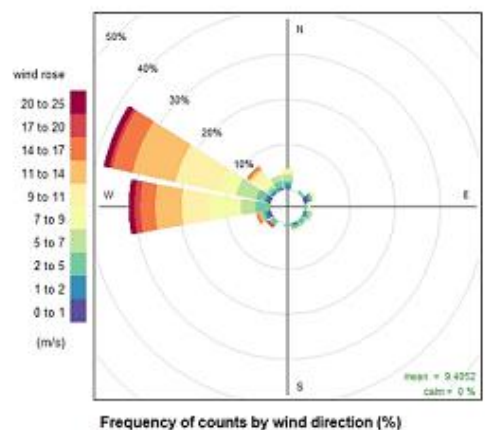 50%
N
40%
wind rose
30%
20 to 25
17 to 20
20%
14 to 17
10%
11 to 14
W
E
9 to 11
7 to 9
5 to 7
2 to 5
1 to 2
0 to 1
(m/s)
mean = 9.4052
calm = 0 %
S
Frequency of counts by wind direction (%)